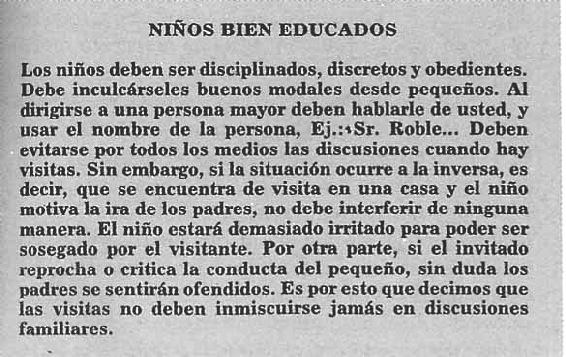 NIÑOS BIEN EDUCADOS
Los niños deben ser disciplinados, discretos y obedientes.
Debe inculcárseles buenos modales desde pequeños. Al
dirigirse a una persona mayor deben hablarle de usted, y
usar el nombre de la persona, Ej.: Sr. Roble... Deben
evitarse por todos los medios las discusiones cuando hay
visitas. Sin embargo, si la situación ocurre a la inversa, es
decir, que se encuentra de visita en una casa y el niño
motiva la ira de los padres, no debe interferir de ninguna
manera. El niño estará demasiado irritado para poder ser
sosegado por el visitante. Por otra parte, si el invitado
reprocha o critica la conducta del pequeño, sin duda los
padres se sentirán ofendidos. Es por esto que decimos que
las visitas no deben inmiscuirse jamás en discusiones
familiares.